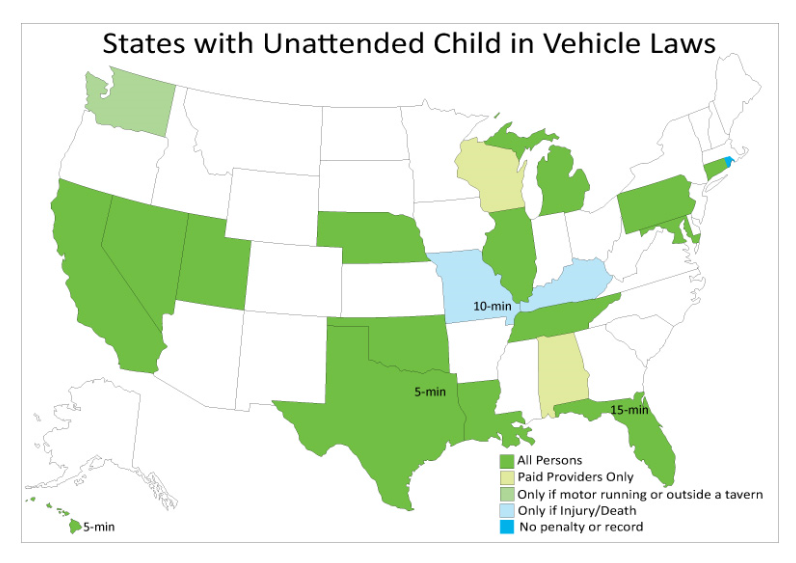 States with Unattended Child in Vehicle Laws
10-min
5-min
15-min
All Persons
Paid Providers Only
Only if motor running or outside a tavern
Only if Injury/Death
No penalty or record
5-min